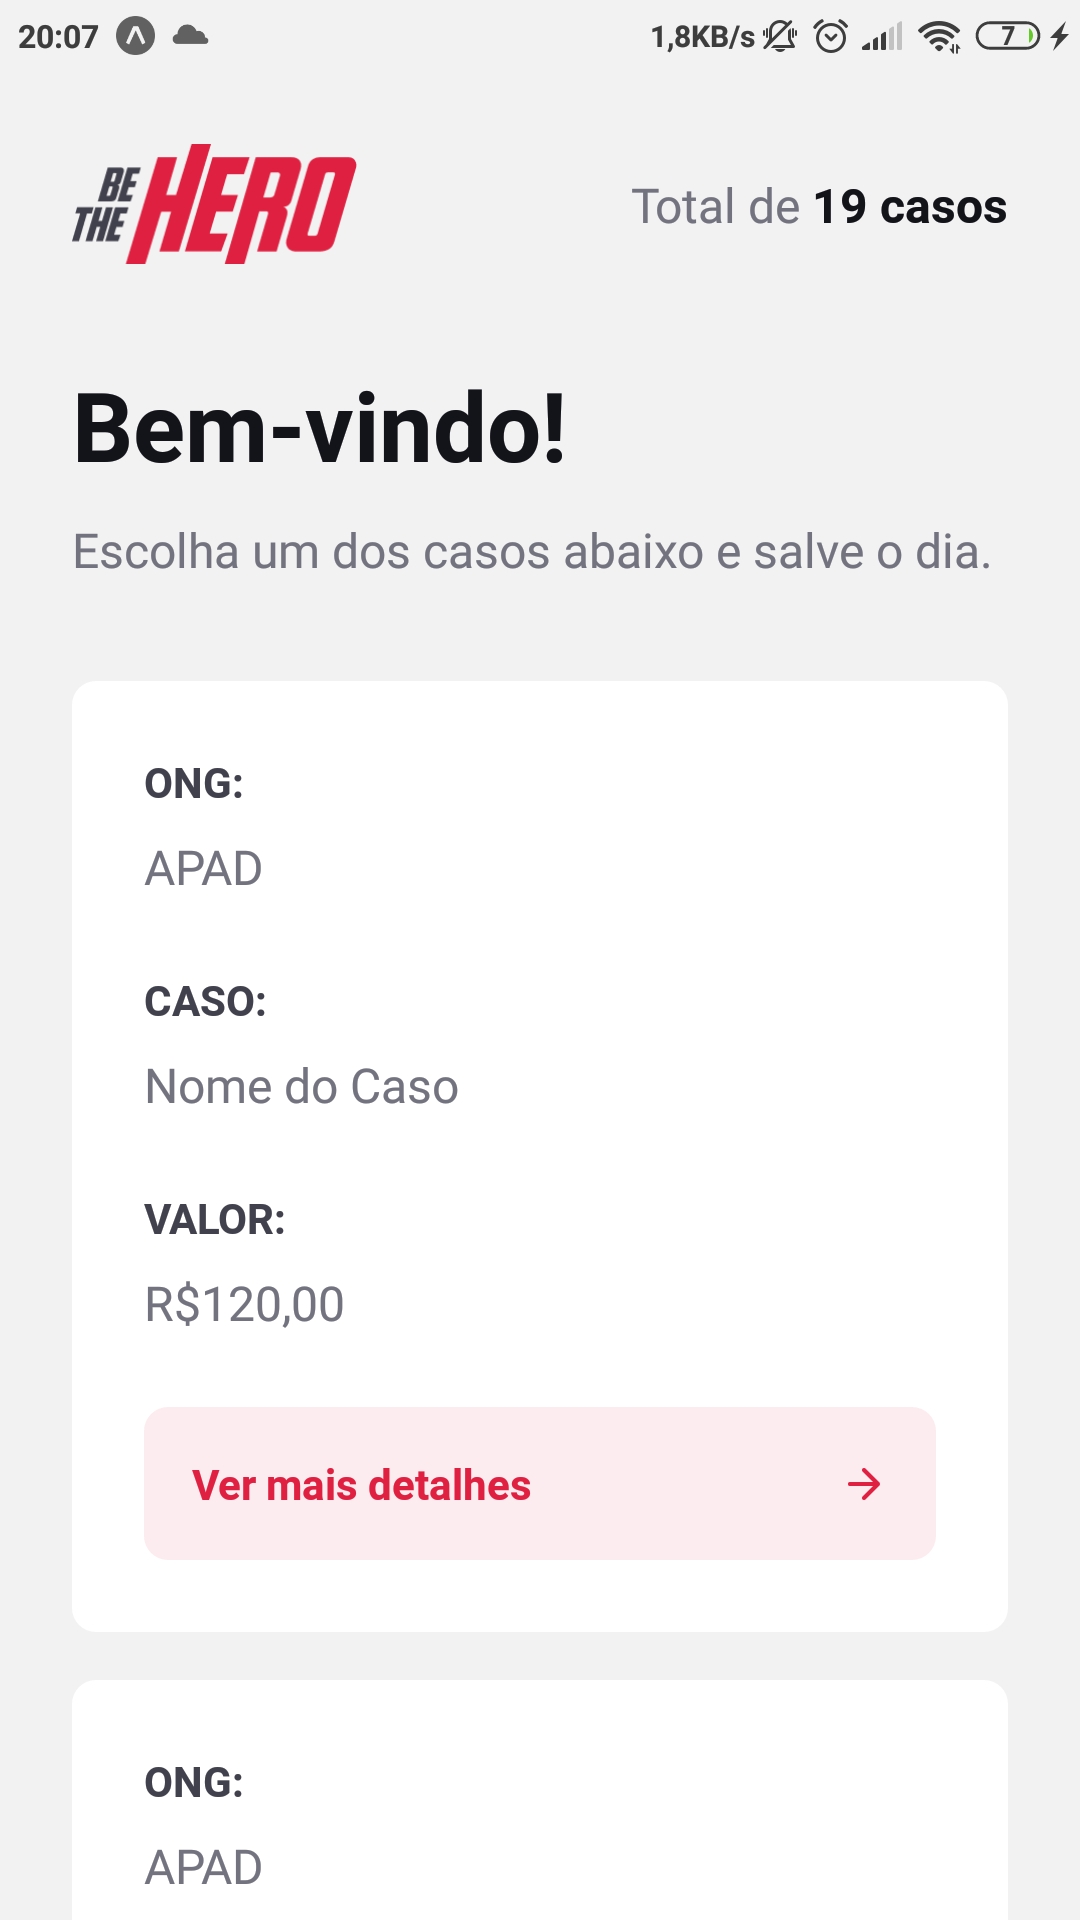 20:07 1,8KB/s 7
BE THE HERO
Total de 19 casos
Bem-vindo!
Escolha um dos casos abaixo e salve o dia.
ONG:
APAD
CASO:
Nome do Caso
VALOR:
R$120,00
Ver mais detalhes
ONG:
APAD